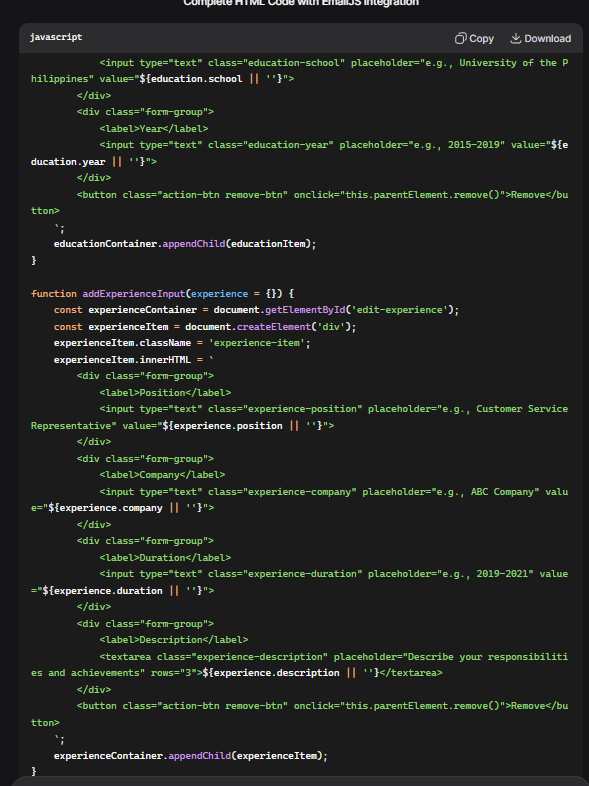 Complete HTML Code with EmailJS Integration
javascript
Copy
Download
            <input type="text" class="education-school" placeholder="e.g., University of the P
hilippines" value="${education.school || ''}">
        </div>
        <div class="form-group">
            <label>Year</label>
            <input type="text" class="education-year" placeholder="e.g., 2015-2019" value="${e
ducation.year || ''}">
        </div>
        <button class="action-btn remove-btn" onclick="this.parentElement.remove()">Remove</bu
tton>
    `;
    educationContainer.appendChild(educationItem);
}

function addExperienceInput(experience = {}) {
    const experienceContainer = document.getElementById('edit-experience');
    const experienceItem = document.createElement('div');
    experienceItem.className = 'experience-item';
    experienceItem.innerHTML = `
        <div class="form-group">
            <label>Position</label>
            <input type="text" class="experience-position" placeholder="e.g., Customer Service
Representative" value="${experience.position || ''}">
        </div>
        <div class="form-group">
            <label>Company</label>
            <input type="text" class="experience-company" placeholder="e.g., ABC Company" valu
e="${experience.company || ''}">
        </div>
        <div class="form-group">
            <label>Duration</label>
            <input type="text" class="experience-duration" placeholder="e.g., 2019-2021" value
="${experience.duration || ''}">
        </div>
        <div class="form-group">
            <label>Description</label>
            <textarea class="experience-description" placeholder="Describe your responsibiliti
es and achievements" rows="3">${experience.description || ''}</textarea>
        </div>
        <button class="action-btn remove-btn" onclick="this.parentElement.remove()">Remove</bu
tton>
    `;
    experienceContainer.appendChild(experienceItem);
}